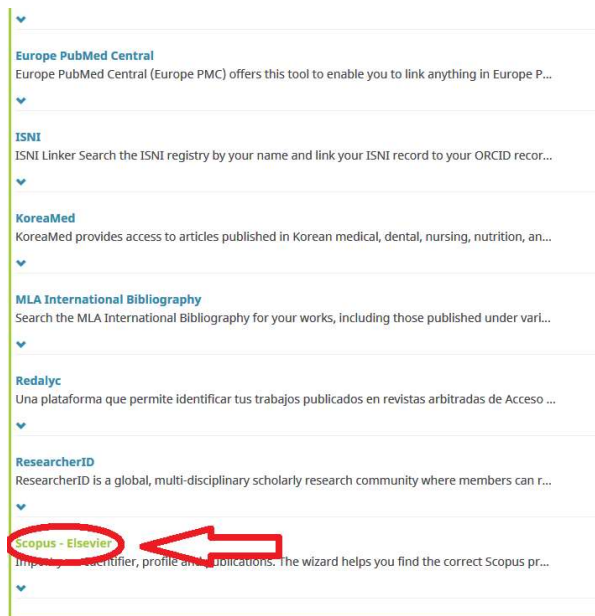 Europe PubMed Central
Europe PubMed Central (Europe PMC) offers this tool to enable you to link anything in Europe P...
ISNI
ISNI Linker Search the ISNI registry by your name and link your ISNI record to your ORCID recor...
KoreaMed
KoreaMed provides access to articles published in Korean medical, dental, nursing, nutrition, an...
MLA International Bibliography
Search the MLA International Bibliography for your works, including those published under vari...
Redalyc
Una plataforma que permite identificar tus trabajos publicados en revistas arbitradas de Acceso ...
ResearcherID
ResearcherID is a global, multi-disciplinary scholarly research community where members can r...
Scopus - Elsevier
Import your identifier, profile and publications. The wizard helps you find the correct Scopus pr...